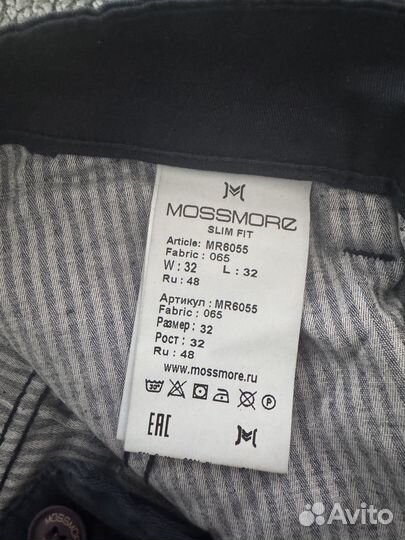 MOSSMORE
SLIM FIT
Article: MR6055
Fabric : 065
W : 32 L : 32
Ru : 48
Артикул : MR6055
Fabric : 065
Размер : 32
Рост : 32
Ru : 48
www.mossmore.ru
EAC
MOSSMORE
Avito